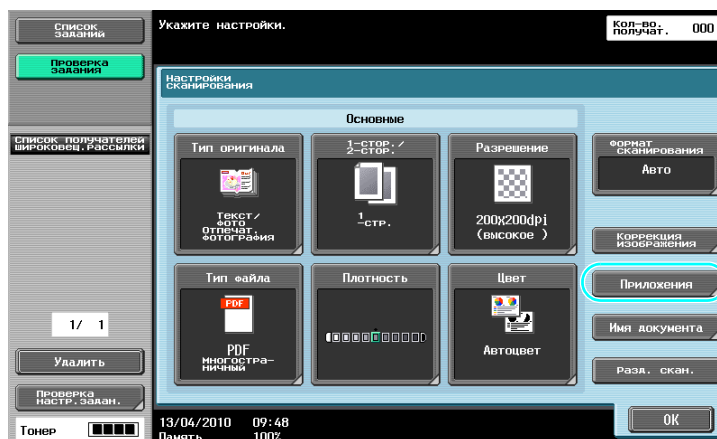 Список
заданий
Укажите настройки.
Кол-во.
получат.
000
Проверка
задания
Настройки
сканирования
Список получателей
широковещ.рассылки
Основные
Тип оригинала
Текст/
фото
Отпечат.
фотография
1-стор./
2-стор.
1
-стр.
Разрешение
200X200dpi
(высокое )
Формат
сканирования
Авто
Коррекция
изображения
Приложения
Имя документа
Разд. скан.
Тип файла
PDF
PDF
Многостра-
ничный
Плотность
Цвет
Автоцвет
1/ 1
Удалить
Проверка
настр.задан.
Тонер
13/04/2010 09:48
Память 100%
OK